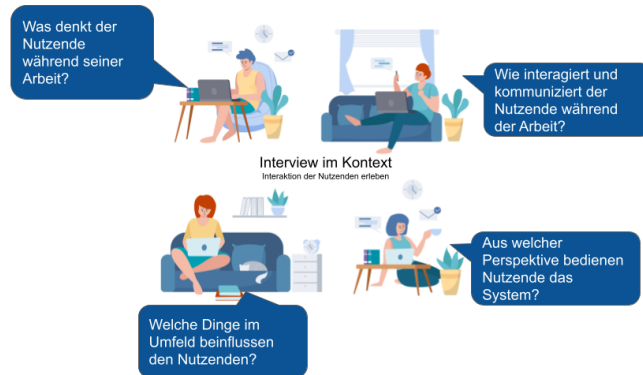 Was denkt der
Nutzende
während seiner
Arbeit?
Wie interagiert und
kommuniziert der
Nutzende während
der Arbeit?
Interview im Kontext
Interaktion der Nutzenden erleben
Aus welcher
Perspektive bedienen
Nutzende das
System?
Welche Dinge im
Umfeld beinflussen
den Nutzenden?